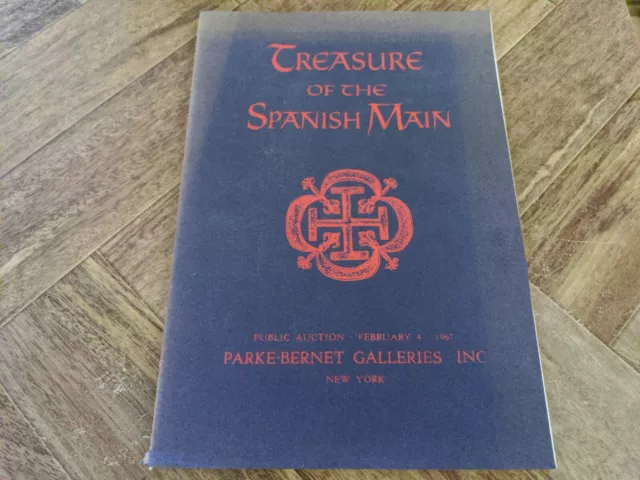 TREASURE
OF THE
SPANISH MAIN
PUBLIC AUCTION · FEBRUARY 4 · 1967
PARKE-BERNET GALLERIES INC
NEW YORK